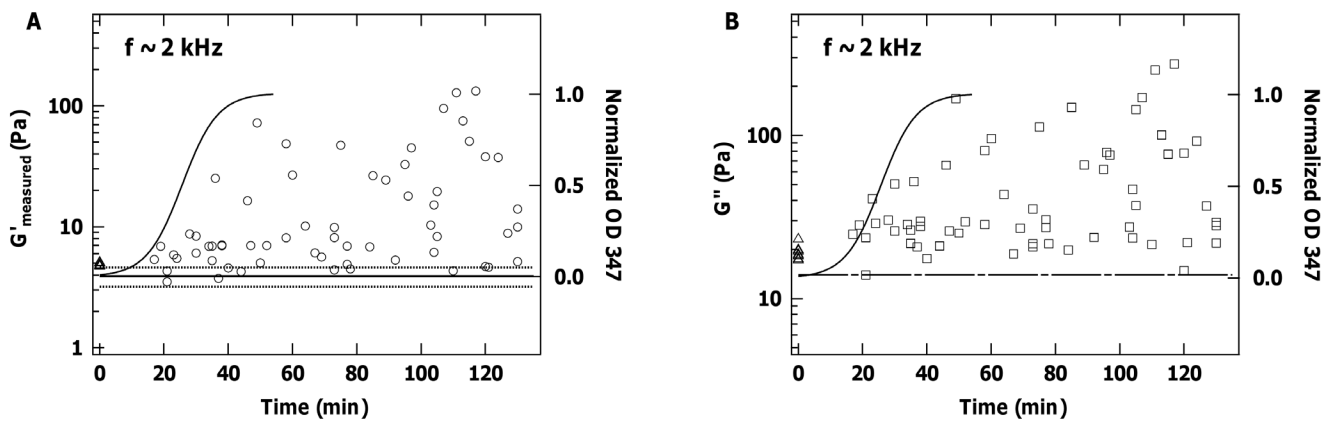 A
f ~ 2 kHz
G'measured (Pa)
100
10
1
1.0
0.5
0.0
Normalized OD 347
0 20 40 60 80 100 120
Time (min)
B
f ~ 2 kHz
G" (Pa)
100
10
1.0
0.5
0.0
Normalized OD 347
0 20 40 60 80 100 120
Time (min)